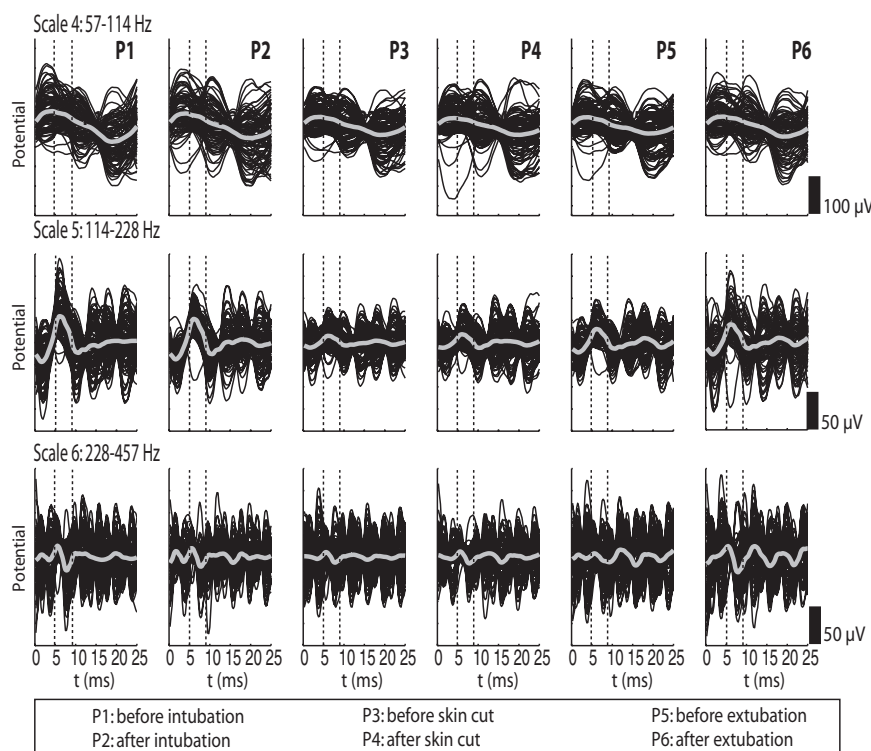 Scale 4: 57-114 Hz
P1 P2 P3 P4 P5 P6
Potential
100 µV
Scale 5: 114-228 Hz
Potential
50 µV
Scale 6: 228-457 Hz
Potential
50 µV
0 5 10 15 20 25 0 5 10 15 20 25 0 5 10 15 20 25 0 5 10 15 20 25 0 5 10 15 20 25 0 5 10 15 20 25
t (ms) t (ms) t (ms) t (ms) t (ms) t (ms)
P1: before intubation P3: before skin cut P5: before extubation
P2: after intubation P4: after skin cut P6: after extubation